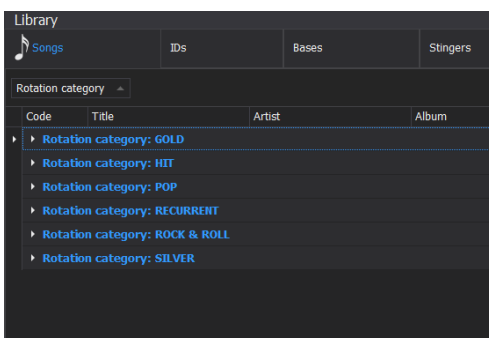 Library
Songs IDs Bases Stingers
Rotation category
Code Title Artist Album
Rotation category: GOLD
Rotation category: HIT
Rotation category: POP
Rotation category: RECURRENT
Rotation category: ROCK & ROLL
Rotation category: SILVER